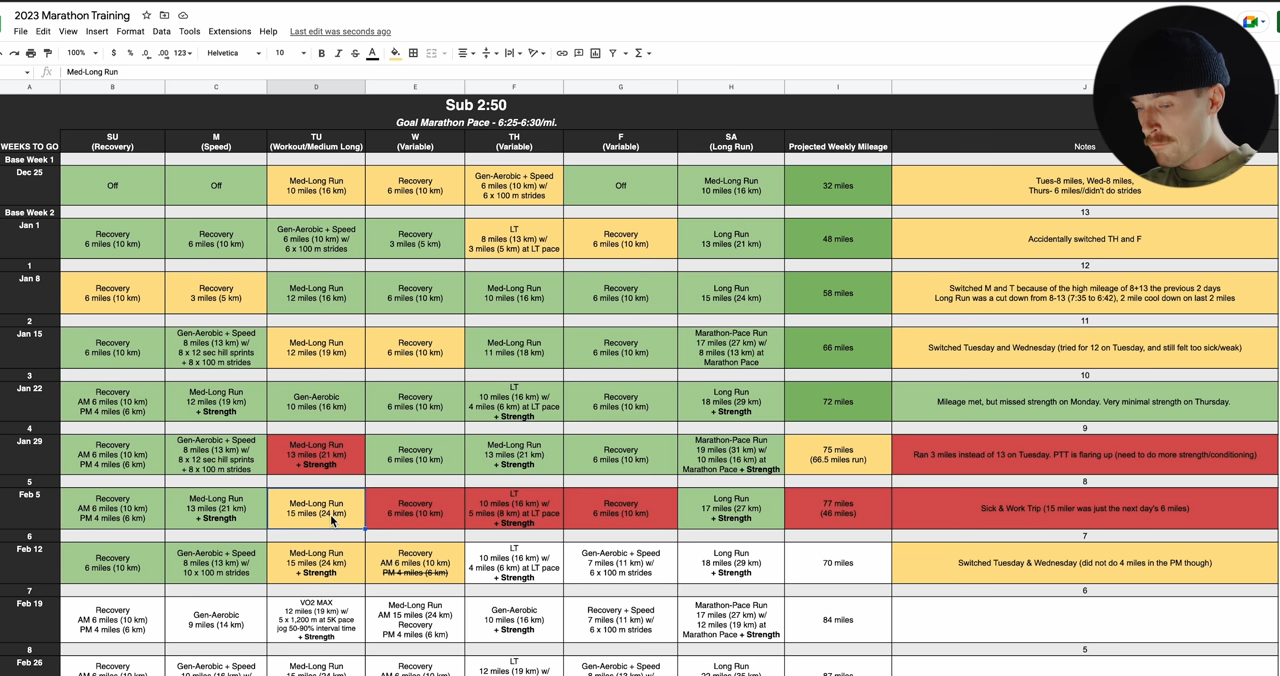 2023 Marathon Training
File Edit View Insert Format Data Tools Extensions Help Last edit was seconds ago
100% $ % .0 .00 123 Helvetica 10 B I S A
fx Med-Long Run
A B C D E F G H I J
Sub 2:50
Goal Marathon Pace - 6:25-6:30/mi.
WEEKS TO GO SU (Recovery) M (Speed) TU (Workout/Medium Long) W (Variable) TH (Variable) F (Variable) SA (Long Run) Projected Weekly Mileage Notes
Base Week 1
Dec 25
Off
Off
Med-Long Run
10 miles (16 km)
Recovery
6 miles (10 km)
Gen-Aerobic + Speed
6 miles (10 km) w/
6 x 100 m strides
Off
Med-Long Run
10 miles (16 km)
32 miles
Tues-8 miles, Wed-8 miles,
Thurs- 6 miles//didn't do strides
Base Week 2 13
Jan 1
Recovery
6 miles (10 km)
Recovery
6 miles (10 km)
Gen-Aerobic + Speed
6 miles (10 km) w/
6 x 100 m strides
Recovery
3 miles (5 km)
LT
8 miles (13 km) w/
3 miles (5 km) at LT pace
Recovery
6 miles (10 km)
Long Run
13 miles (21 km)
48 miles
Accidentally switched TH and F
1 12
Jan 8
Recovery
6 miles (10 km)
Recovery
3 miles (5 km)
Med-Long Run
12 miles (16 km)
Recovery
6 miles (10 km)
Med-Long Run
10 miles (16 km)
Recovery
6 miles (10 km)
Long Run
15 miles (24 km)
58 miles
Switched M and T because of the high mileage of 8+13 the previous 2 days
Long Run was a cut down from 8-13 (7:35 to 6:42), 2 mile cool down on last 2 miles
2 11
Jan 15
Recovery
6 miles (10 km)
Gen-Aerobic + Speed
8 miles (13 km) w/
8 x 12 sec hill sprints
+ 8 x 100 m strides
Med-Long Run
12 miles (19 km)
Recovery
6 miles (10 km)
Med-Long Run
11 miles (18 km)
Recovery
6 miles (10 km)
Marathon-Pace Run
17 miles (27 km) w/
8 miles (13 km) at
Marathon Pace
66 miles
Switched Tuesday and Wednesday (tried for 12 on Tuesday, and still felt too sick/weak)
3 10
Jan 22
Recovery
AM 6 miles (10 km)
PM 4 miles (6 km)
Med-Long Run
12 miles (19 km)
+ Strength
Gen-Aerobic
10 miles (16 km)
Recovery
6 miles (10 km)
LT
10 miles (16 km) w/
4 miles (6 km) at LT pace
+ Strength
Recovery
6 miles (10 km)
Long Run
18 miles (29 km)
+ Strength
72 miles
Mileage met, but missed strength on Monday. Very minimal strength on Thursday.
4 9
Jan 29
Recovery
AM 6 miles (10 km)
PM 4 miles (6 km)
Gen-Aerobic + Speed
8 miles (13 km) w/
8 x 12 sec hill sprints
+ 8 x 100 m strides
Med-Long Run
13 miles (21 km)
+ Strength
Recovery
6 miles (10 km)
Med-Long Run
13 miles (21 km)
+ Strength
Recovery
6 miles (10 km)
Marathon-Pace Run
19 miles (31 km) w/
10 miles (16 km) at
Marathon Pace + Strength
75 miles
(66.5 miles run)
Ran 3 miles instead of 13 on Tuesday. PTT is flaring up (need to do more strength/conditioning)
5 8
Feb 5
Recovery
AM 6 miles (10 km)
PM 4 miles (6 km)
Med-Long Run
13 miles (21 km)
+ Strength
Med-Long Run
15 miles (24 km)
Recovery
6 miles (10 km)
LT
10 miles (16 km) w/
5 miles (8 km) at LT pace
+ Strength
Recovery
6 miles (10 km)
Long Run
17 miles (27 km)
+ Strength
77 miles
(46 miles)
Sick & Work Trip (15 miler was just the next day's 6 miles)
6 7
Feb 12
Recovery
6 miles (10 km)
Gen-Aerobic + Speed
8 miles (13 km) w/
10 x 100 m strides
Med-Long Run
15 miles (24 km)
+ Strength
Recovery
AM 6 miles (10 km)
PM 4 miles (6 km)
LT
10 miles (16 km) w/
4 miles (6 km) at LT pace
+ Strength
Gen-Aerobic + Speed
7 miles (11 km) w/
6 x 100 m strides
Long Run
18 miles (29 km)
+ Strength
70 miles
Switched Tuesday & Wednesday (did not do 4 miles in the PM though)
7 6
Feb 19
Recovery
AM 6 miles (10 km)
PM 4 miles (6 km)
Gen-Aerobic
9 miles (14 km)
VO2 MAX
12 miles (19 km) w/
5 x 1,200 m at 5K pace
jog 50-90% interval time
+ Strength
Med-Long Run
AM 15 miles (24 km)
Recovery
PM 4 miles (6 km)
Gen-Aerobic
10 miles (16 km)
+ Strength
Recovery + Speed
7 miles (11 km) w/
6 x 100 m strides
Marathon-Pace Run
17 miles (27 km) w/
12 miles (19 km) at
Marathon Pace + Strength
84 miles
8 5
Feb 26
Recovery
Gen-Aerobic + Speed
Med-Long Run
Recovery
LT
12 miles (19 km) w/
Gen-Aerobic + Speed
Long Run